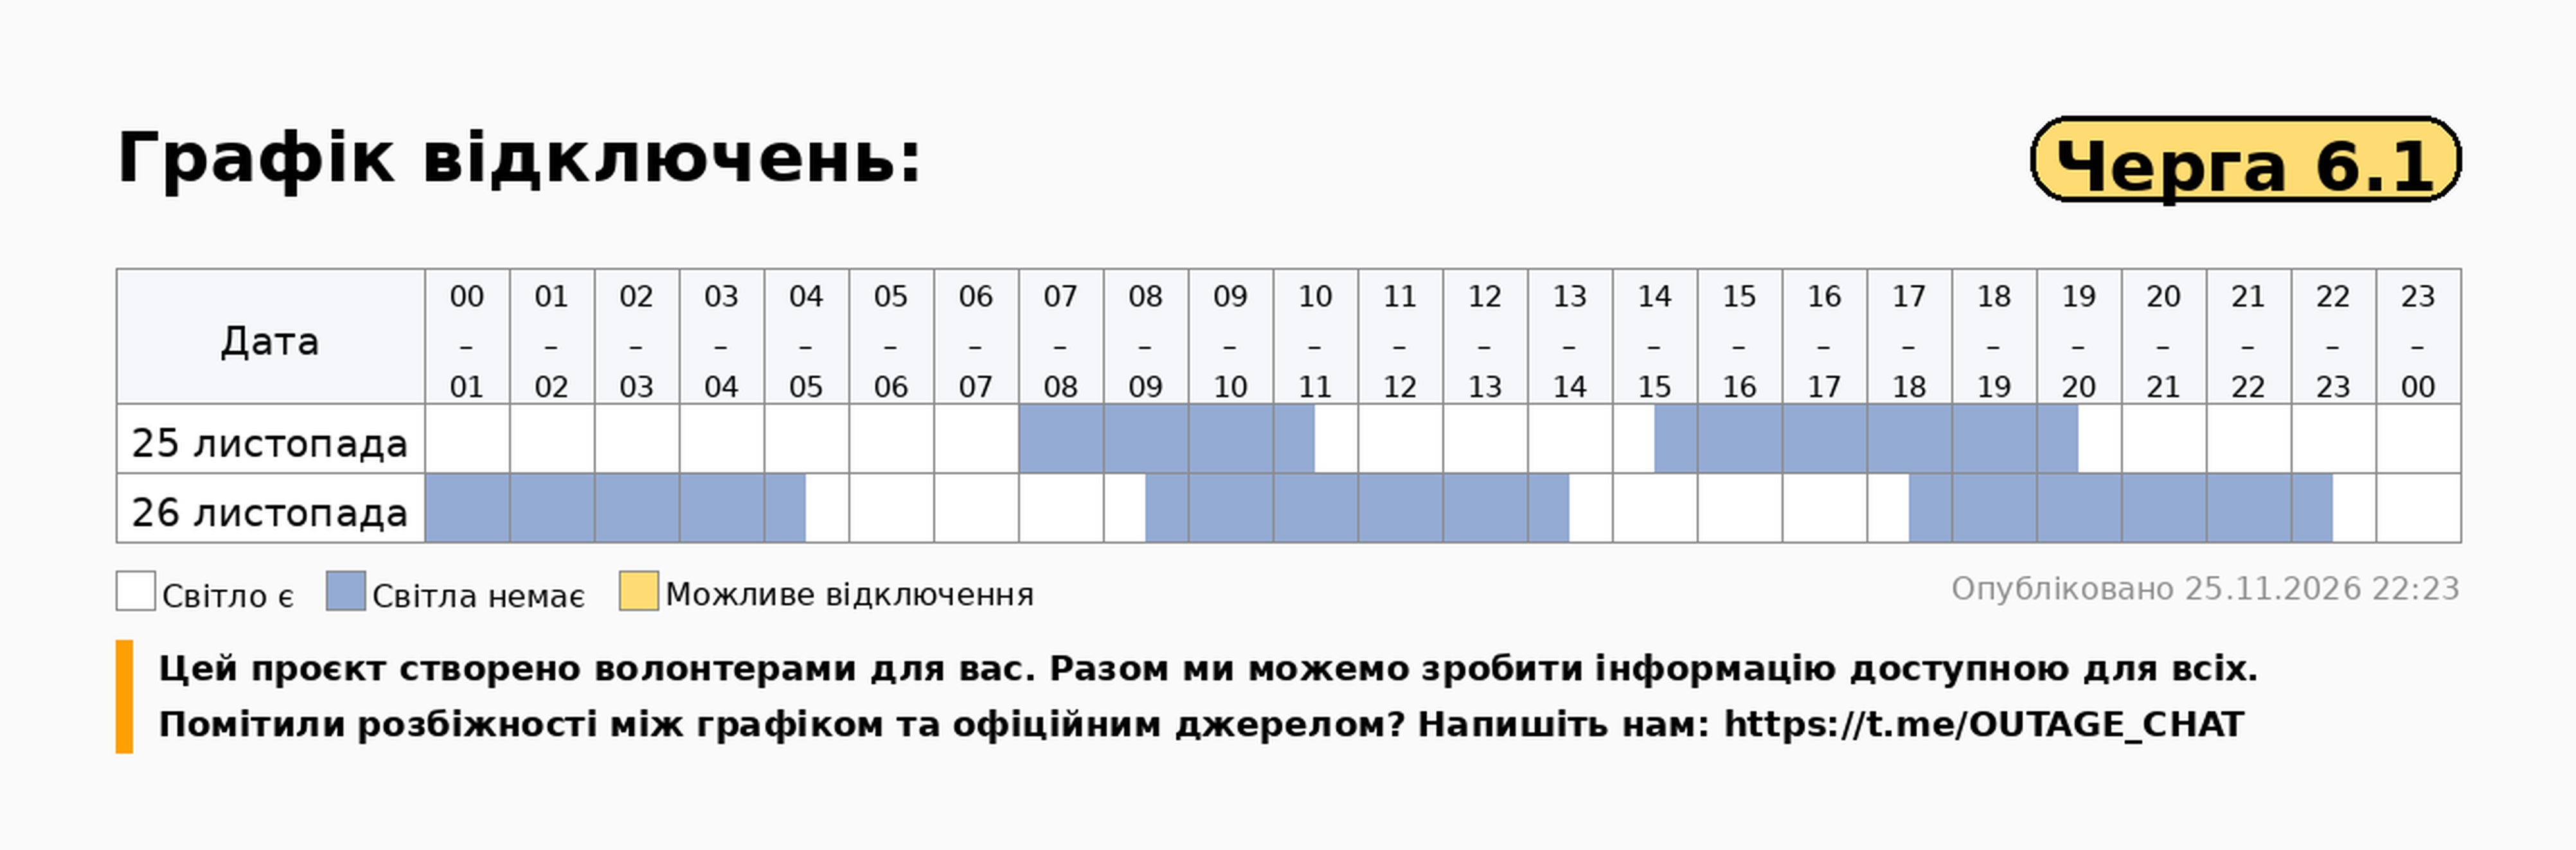 Графік відключень:
Черга 6.1
Дата
00 – 01
01 – 02
02 – 03
03 – 04
04 – 05
05 – 06
06 – 07
07 – 08
08 – 09
09 – 10
10 – 11
11 – 12
12 – 13
13 – 14
14 – 15
15 – 16
16 – 17
17 – 18
18 – 19
19 – 20
20 – 21
21 – 22
22 – 23
23 – 00
25 листопада
26 листопада
Світло є
Світла немає
Можливе відключення
Опубліковано 25.11.2026 22:23
Цей проєкт створено волонтерами для вас. Разом ми можемо зробити інформацію доступною для всіх.
Помітили розбіжності між графіком та офіційним джерелом? Напишіть нам: https://t.me/OUTAGE_CHAT